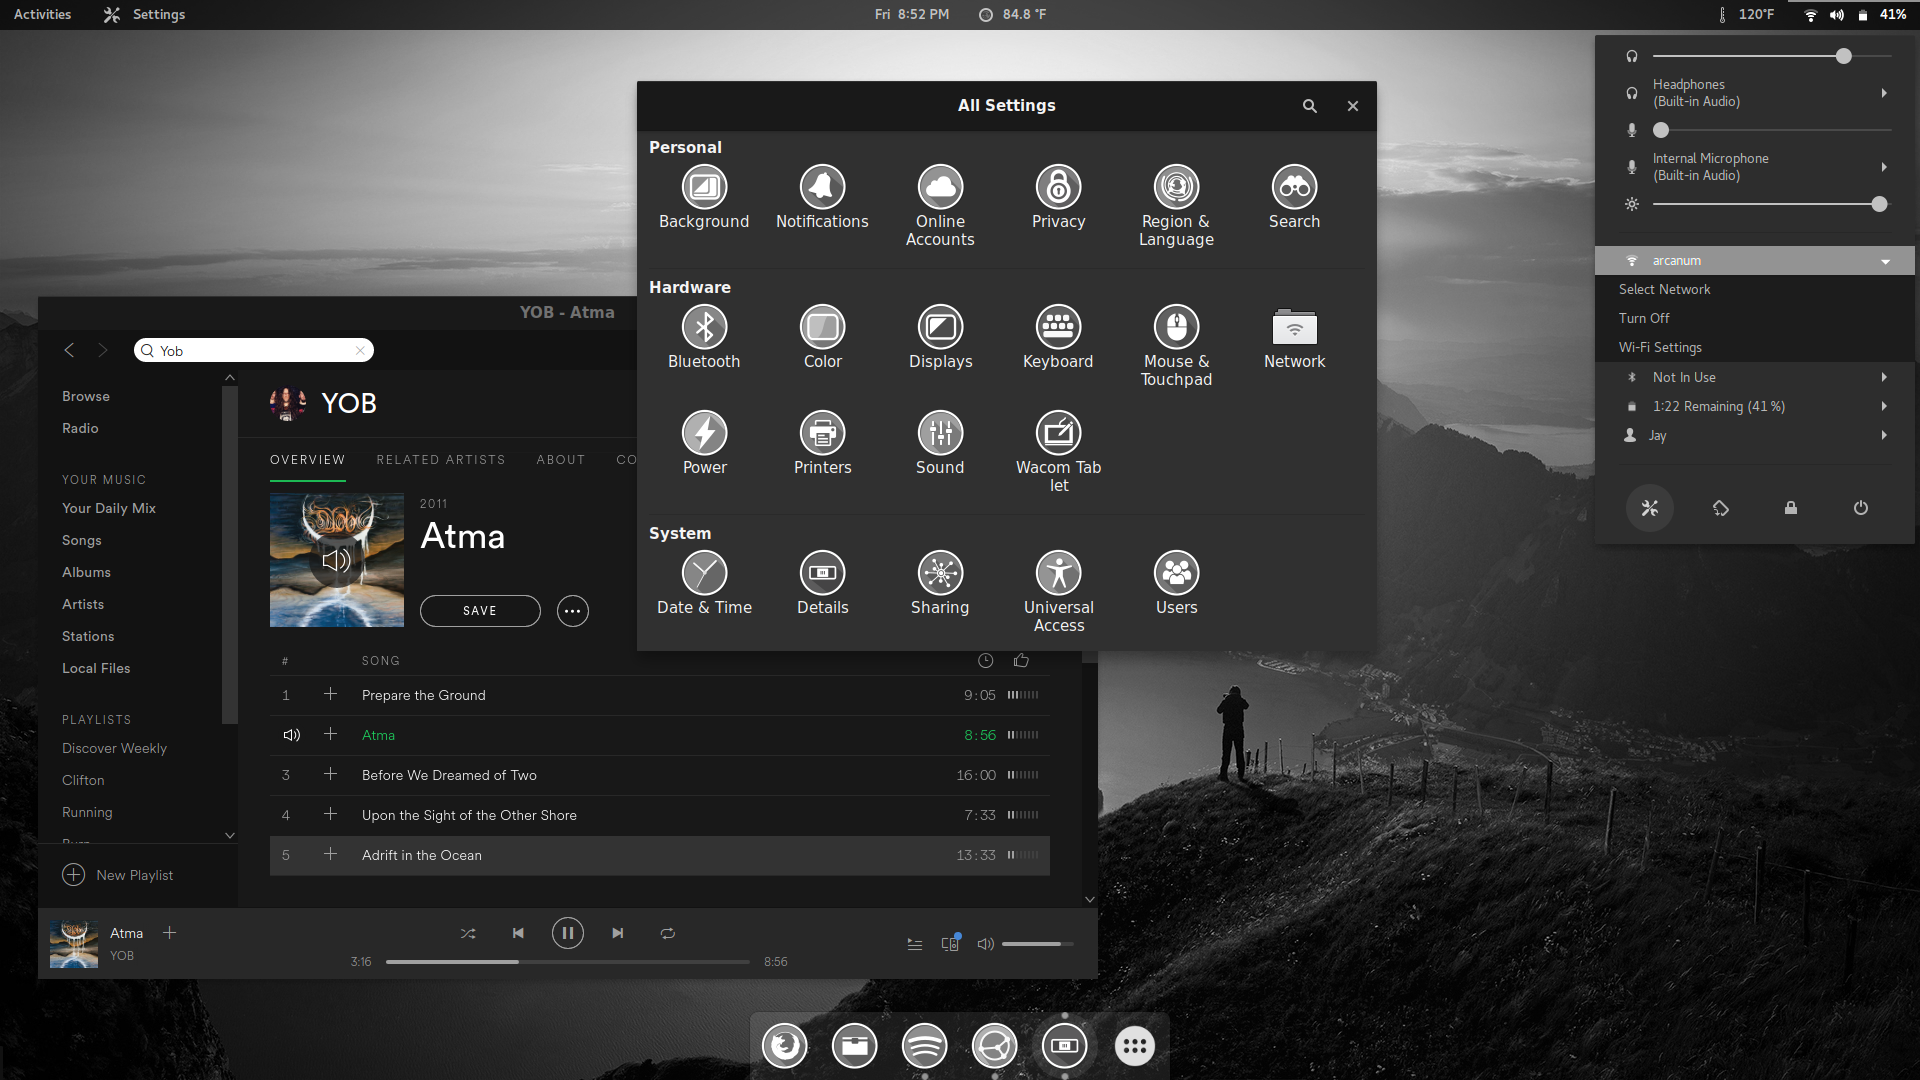 Activities
Settings
Fri 8:52 PM
84.8 °F
120°F
41%
Headphones
(Built-in Audio)
Internal Microphone
(Built-in Audio)
arcanum
Select Network
Turn Off
Wi-Fi Settings
Not In Use
1:22 Remaining (41 %)
Jay
All Settings
Personal
Background
Notifications
Online
Accounts
Privacy
Region &
Language
Search
Hardware
Bluetooth
Color
Displays
Keyboard
Mouse &
Touchpad
Network
Power
Printers
Sound
Wacom Tab
let
System
Date & Time
Details
Sharing
Universal
Access
Users
YOB - Atma
Yob
Browse
Radio
YOUR MUSIC
Your Daily Mix
Songs
Albums
Artists
Stations
Local Files
PLAYLISTS
Discover Weekly
Clifton
Running
New Playlist
YOB
OVERVIEW
RELATED ARTISTS
ABOUT
CO
2011
Atma
SAVE
# SONG
1 Prepare the Ground 9:05
Atma 8:56
3 Before We Dreamed of Two 16:00
4 Upon the Sight of the Other Shore 7:33
5 Adrift in the Ocean 13:33
Atma
YOB
3:16
8:56